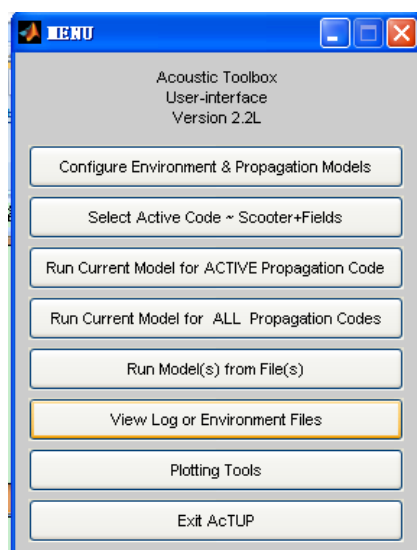 MENU
Acoustic Toolbox
User-interface
Version 2.2L
Configure Environment & Propagation Models
Select Active Code ~ Scooter+Fields
Run Current Model for ACTIVE Propagation Code
Run Current Model for ALL Propagation Codes
Run Model(s) from File(s)
View Log or Environment Files
Plotting Tools
Exit AcTUP